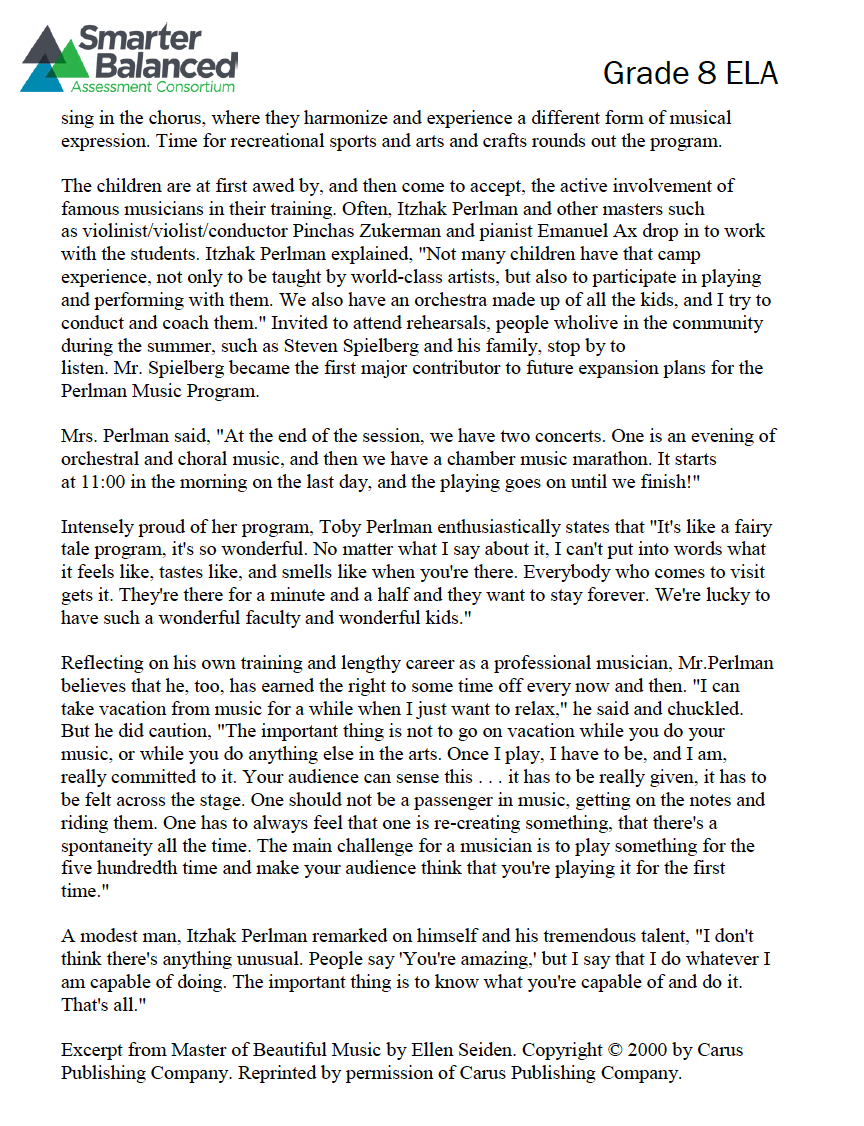 Smarter
Balanced
Assessment Consortium
Grade 8 ELA
sing in the chorus, where they harmonize and experience a different form of musical
expression. Time for recreational sports and arts and crafts rounds out the program.
The children are at first awed by, and then come to accept, the active involvement of
famous musicians in their training. Often, Itzhak Perlman and other masters such
as violinist/violist/conductor Pinchas Zukerman and pianist Emanuel Ax drop in to work
with the students. Itzhak Perlman explained, "Not many children have that camp
experience, not only to be taught by world-class artists, but also to participate in playing
and performing with them. We also have an orchestra made up of all the kids, and I try to
conduct and coach them." Invited to attend rehearsals, people wholive in the community
during the summer, such as Steven Spielberg and his family, stop by to
listen. Mr. Spielberg became the first major contributor to future expansion plans for the
Perlman Music Program.
Mrs. Perlman said, "At the end of the session, we have two concerts. One is an evening of
orchestral and choral music, and then we have a chamber music marathon. It starts
at 11:00 in the morning on the last day, and the playing goes on until we finish!"
Intensely proud of her program, Toby Perlman enthusiastically states that "It's like a fairy
tale program, it's so wonderful. No matter what I say about it, I can't put into words what
it feels like, tastes like, and smells like when you're there. Everybody who comes to visit
gets it. They're there for a minute and a half and they want to stay forever. We're lucky to
have such a wonderful faculty and wonderful kids."
Reflecting on his own training and lengthy career as a professional musician, Mr.Perlman
believes that he, too, has earned the right to some time off every now and then. "I can
take vacation from music for a while when I just want to relax," he said and chuckled.
But he did caution, "The important thing is not to go on vacation while you do your
music, or while you do anything else in the arts. Once I play, I have to be, and I am,
really committed to it. Your audience can sense this . . . it has to be really given, it has to
be felt across the stage. One should not be a passenger in music, getting on the notes and
riding them. One has to always feel that one is re-creating something, that there's a
spontaneity all the time. The main challenge for a musician is to play something for the
five hundredth time and make your audience think that you're playing it for the first
time."
A modest man, Itzhak Perlman remarked on himself and his tremendous talent, "I don't
think there's anything unusual. People say 'You're amazing,' but I say that I do whatever I
am capable of doing. The important thing is to know what you're capable of and do it.
That's all."
Excerpt from Master of Beautiful Music by Ellen Seiden. Copyright © 2000 by Carus
Publishing Company. Reprinted by permission of Carus Publishing Company.